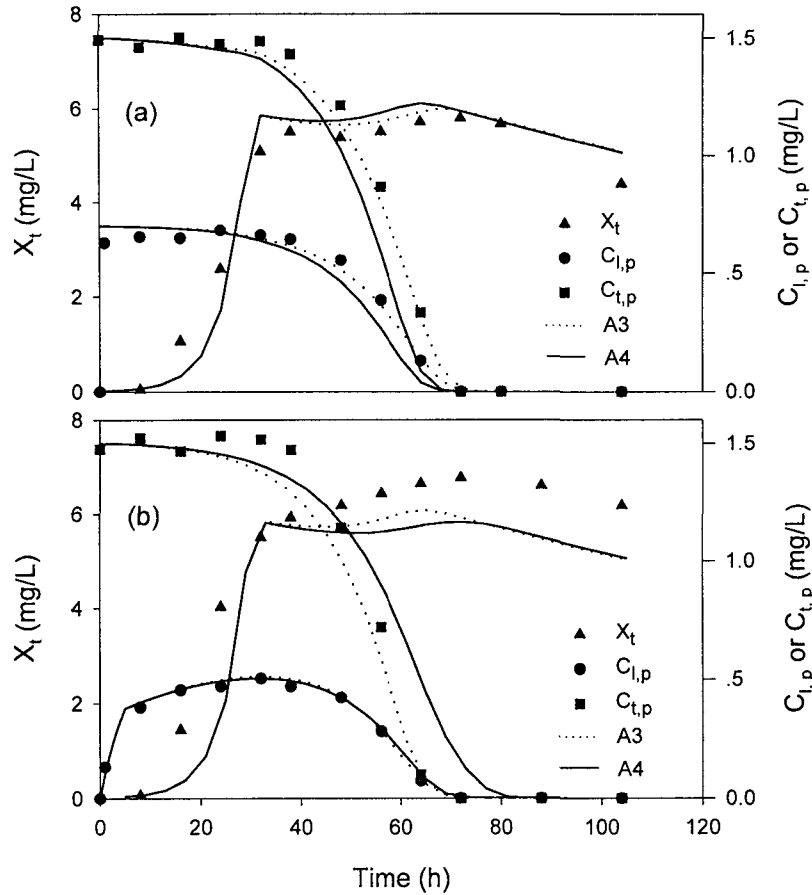 8
6
4
2
0
X_t (mg/L)
(a)
1.5
1.0
.5
0.0
C_l,p or C_t,p (mg/L)
X_t
C_l,p
C_t,p
A3
A4
8
6
4
2
0
X_t (mg/L)
(b)
1.5
1.0
.5
0.0
C_l,p or C_t,p (mg/L)
X_t
C_l,p
C_t,p
A3
A4
0 20 40 60 80 100 120
Time (h)